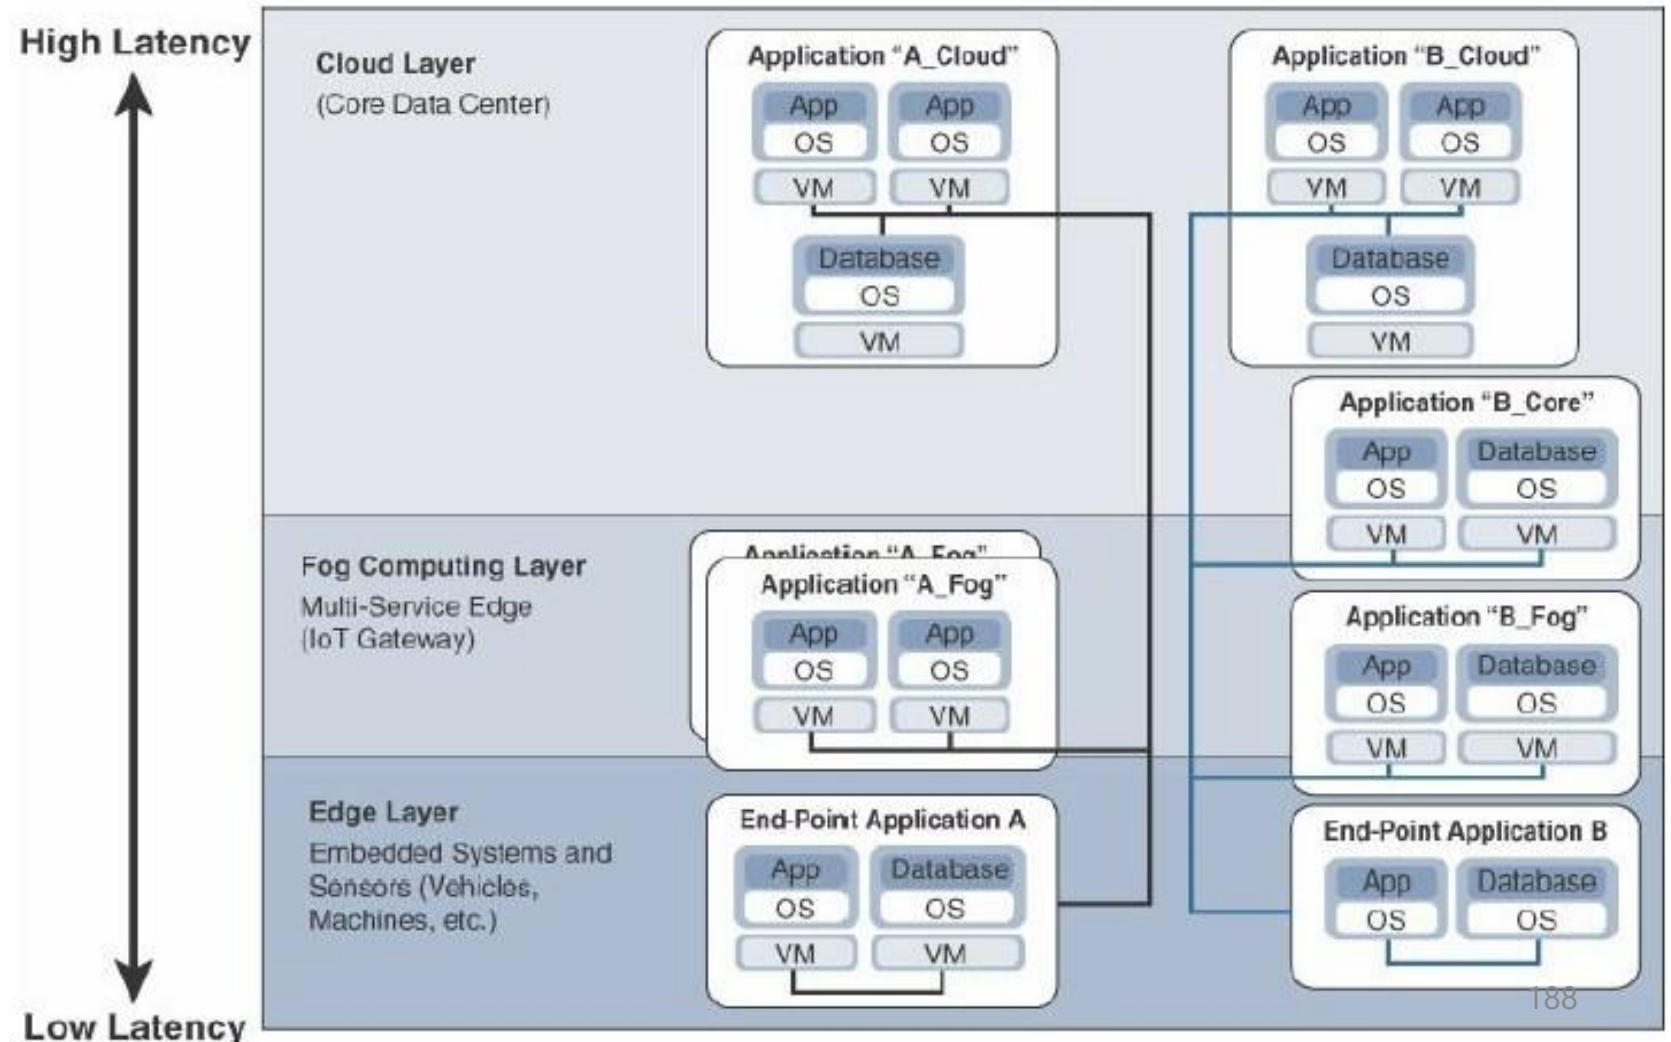 High Latency
Cloud Layer
(Core Data Center)
Application “A_Cloud”
App
App
OS
OS
VM
VM
Database
OS
VM
Application “B_Cloud”
App
App
OS
OS
VM
VM
Database
OS
VM
Application “B_Core”
App
Database
OS
OS
VM
VM
Fog Computing Layer
Multi-Service Edge
(IoT Gateway)
Application “A_Fog”
Application “A_Fog”
App
App
OS
OS
VM
VM
Application “B_Fog”
App
Database
OS
OS
VM
VM
Edge Layer
Embedded Systems and
Sensors (Vehicles,
Machines, etc.)
End-Point Application A
App
Database
OS
OS
VM
VM
End-Point Application B
App
Database
OS
OS
188
Low Latency